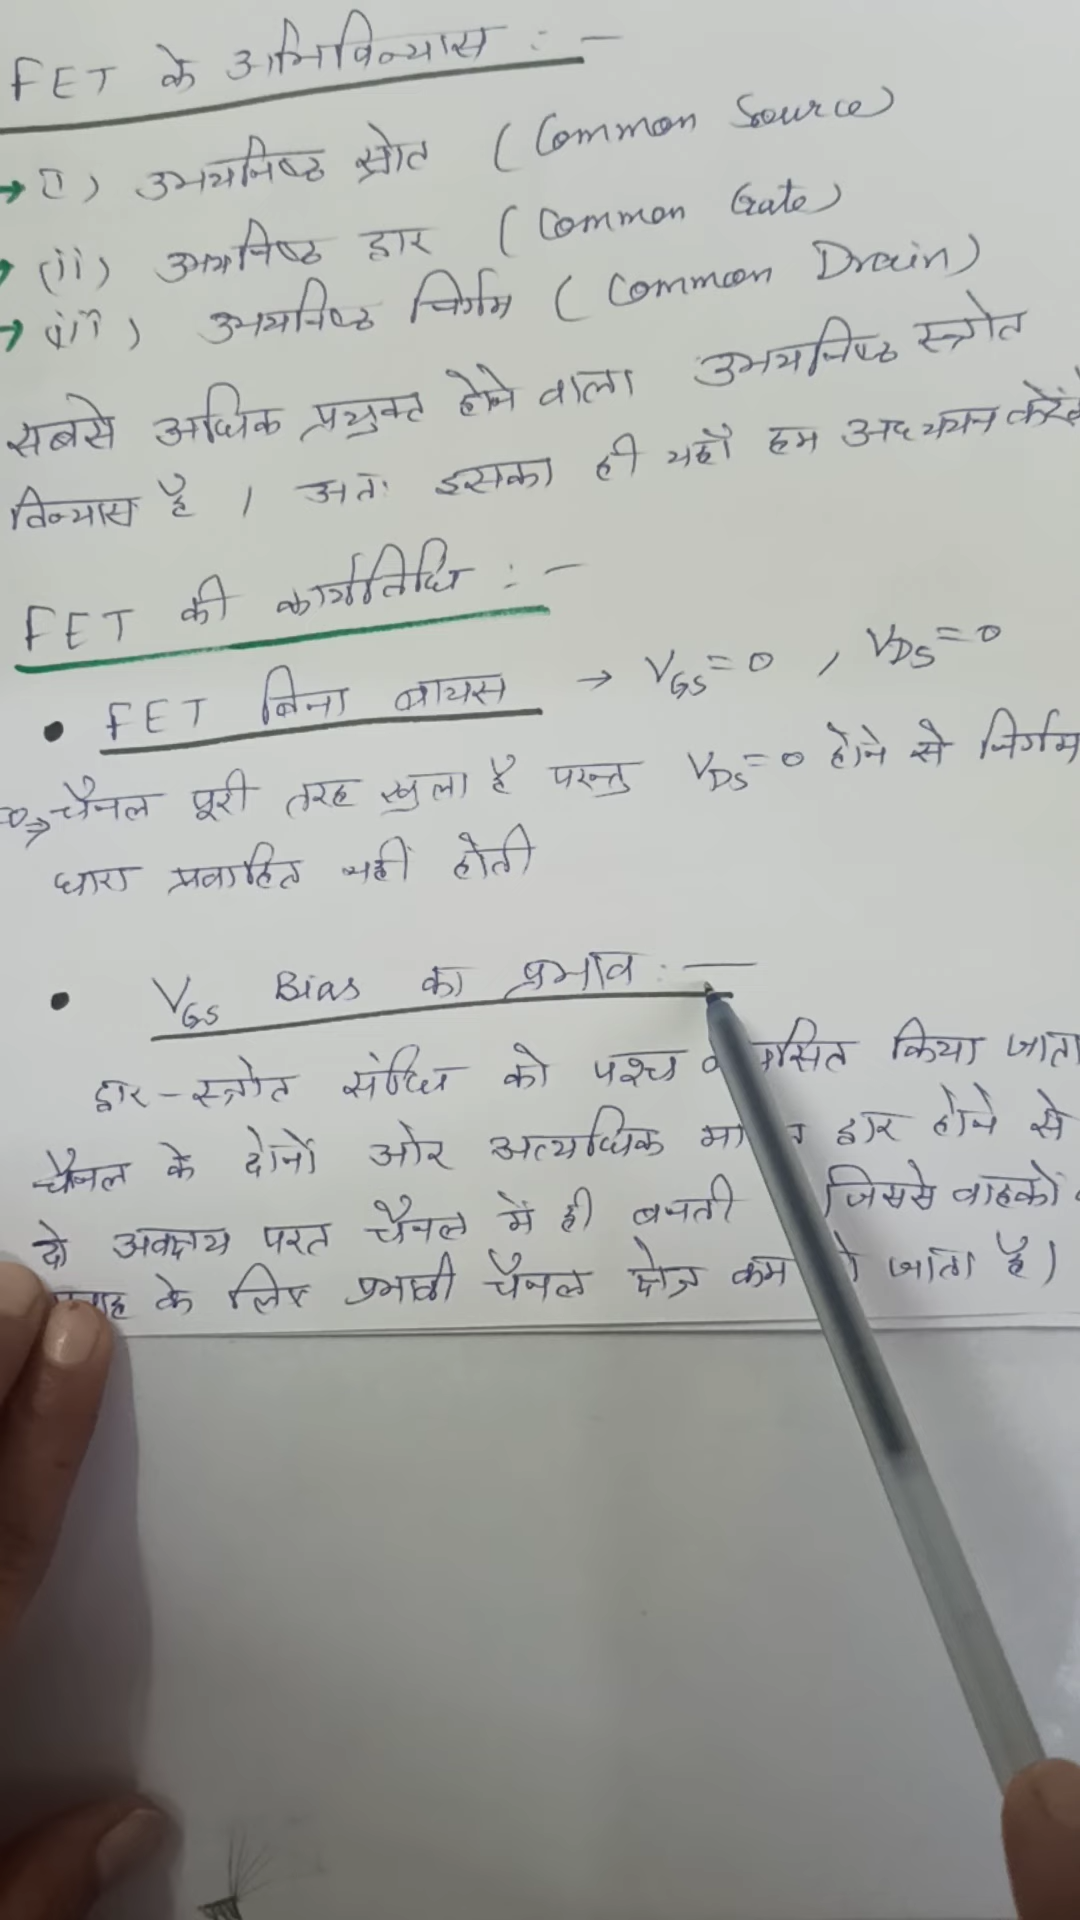 FET के अभिविन्यास :-
(i) उभयनिष्ठ स्रोत (Common Source)
(ii) उभयनिष्ठ द्वार (Common Gate)
(iii) उभयनिष्ठ निर्गम (Common Drain)
सबसे अधिक प्रयुक्त होने वाला उभयनिष्ठ स्त्रोत
विन्यास है, अतः इसका ही यहाँ हम अध्ययन करेंगे
FET की कार्यविधि :-
• FET बिना बायस → VGS=0, VDS=0
⇒ चैनल पूरी तरह खुला है परन्तु VDS=0 होने से निर्गम
धारा प्रवाहित नहीं होती
• VGS Bias का प्रभाव :-
द्वार-स्त्रोत संधि को पश्च किया जाता
चैनल के दोनों ओर अत्यधिक द्वार होने से
दो अवक्षय परत चैनल में ही बनती जिससे वाहकों
के लिए प्रभावी चैनल क्षेत्र कम जाता है।